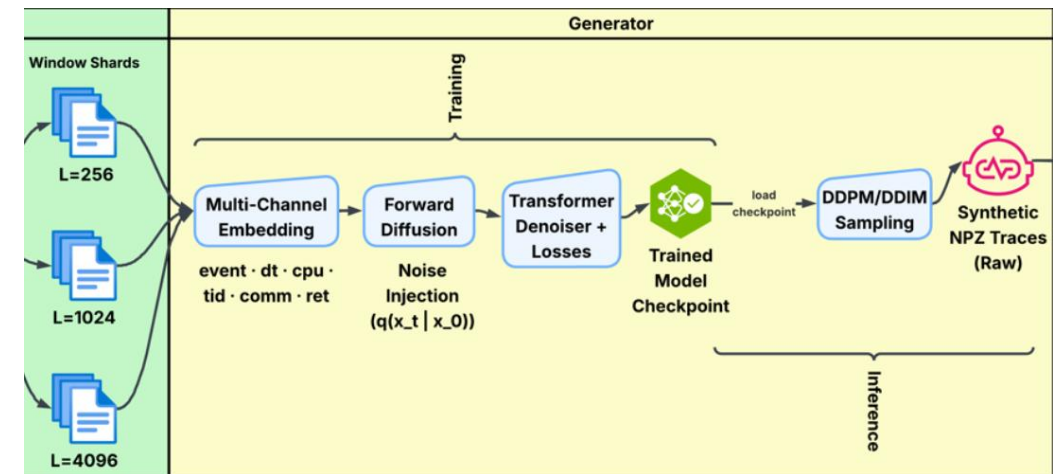 Generator
Window Shards
L=256
L=1024
L=4096
Training
Multi-Channel
Embedding
event · dt · cpu ·
tid · comm · ret
Forward
Diffusion
Noise
Injection
(q(x_t | x_0))
Transformer
Denoiser +
Losses
Trained
Model
Checkpoint
load
checkpoint
DDPM/DDIM
Sampling
Synthetic
NPZ Traces
(Raw)
Inference